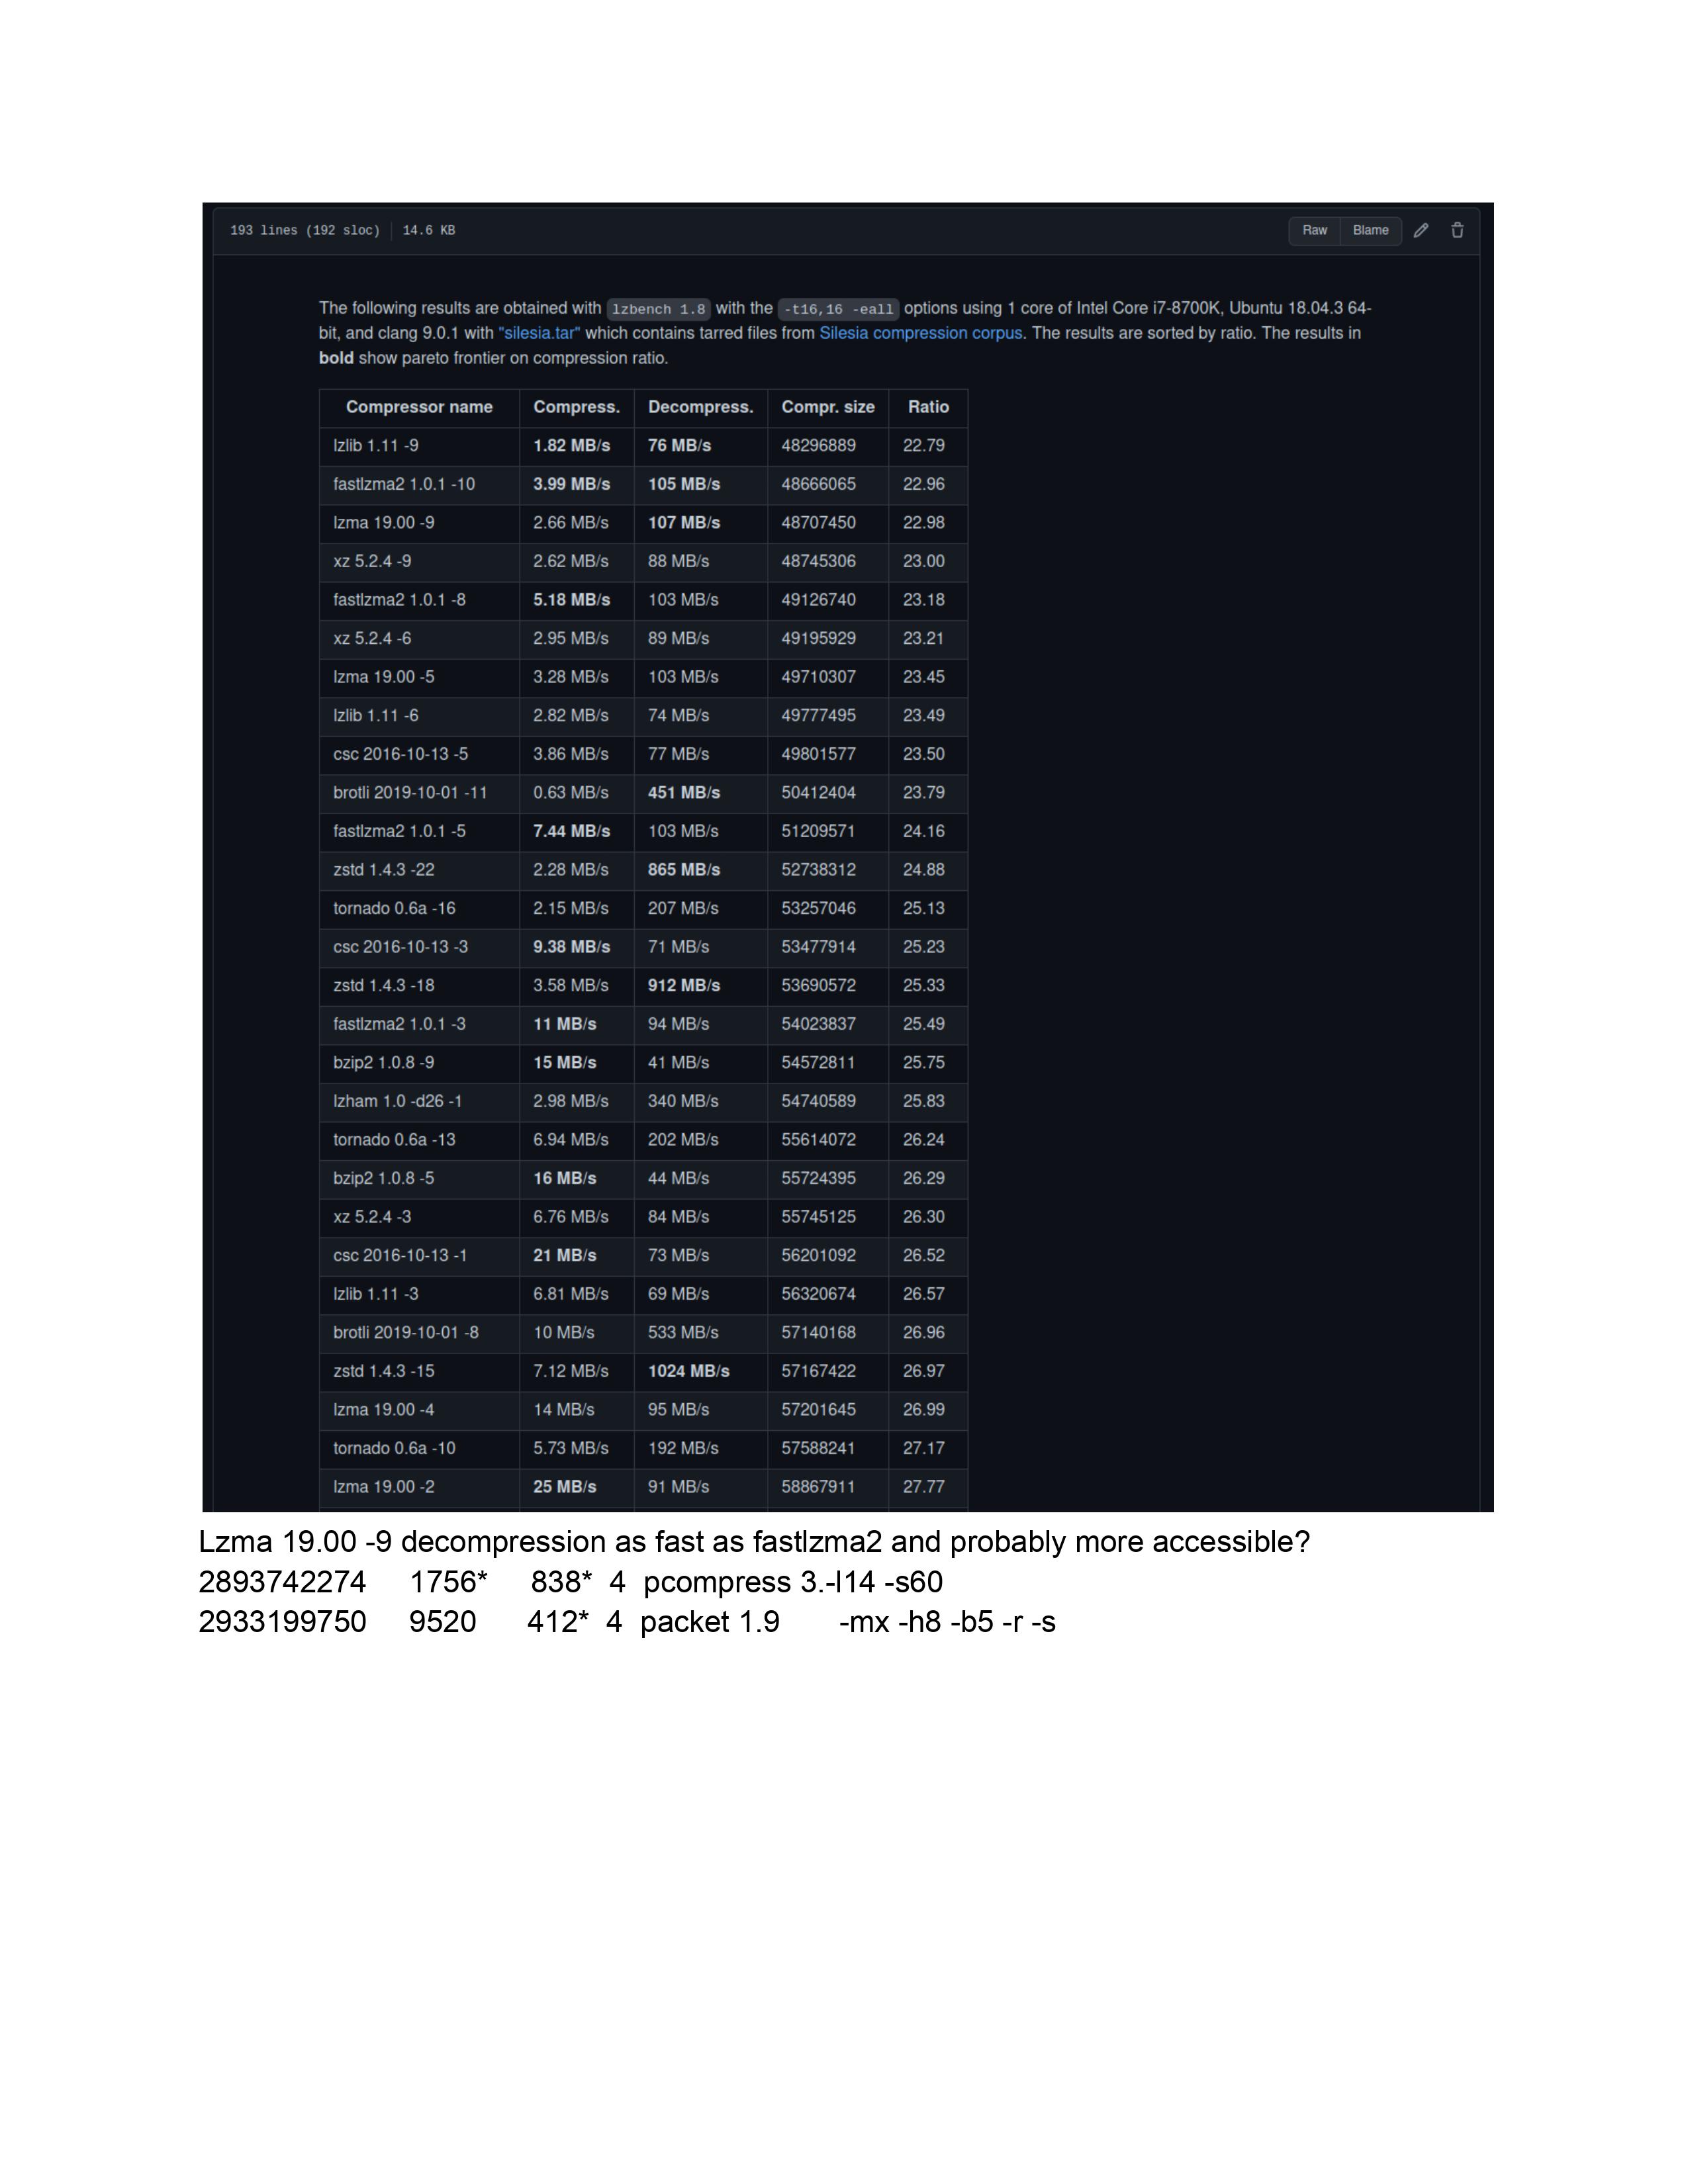 193 lines (192 sloc) 14.6 KB Raw Blame
The following results are obtained with lzbench 1.8 with the -t16,16 -eall options using 1 core of Intel Core i7-8700K, Ubuntu 18.04.3 64-
bit, and clang 9.0.1 with "silesia.tar" which contains tarred files from Silesia compression corpus. The results are sorted by ratio. The results in
bold show pareto frontier on compression ratio.
Compressor name Compress. Decompress. Compr. size Ratio
lzlib 1.11 -9 1.82 MB/s 76 MB/s 48296889 22.79
fastlzma2 1.0.1 -10 3.99 MB/s 105 MB/s 48666065 22.96
lzma 19.00 -9 2.66 MB/s 107 MB/s 48707450 22.98
xz 5.2.4 -9 2.62 MB/s 88 MB/s 48745306 23.00
fastlzma2 1.0.1 -8 5.18 MB/s 103 MB/s 49126740 23.18
xz 5.2.4 -6 2.95 MB/s 89 MB/s 49195929 23.21
lzma 19.00 -5 3.28 MB/s 103 MB/s 49710307 23.45
lzlib 1.11 -6 2.82 MB/s 74 MB/s 49777495 23.49
csc 2016-10-13 -5 3.86 MB/s 77 MB/s 49801577 23.50
brotli 2019-10-01 -11 0.63 MB/s 451 MB/s 50412404 23.79
fastlzma2 1.0.1 -5 7.44 MB/s 103 MB/s 51209571 24.16
zstd 1.4.3 -22 2.28 MB/s 865 MB/s 52738312 24.88
tornado 0.6a -16 2.15 MB/s 207 MB/s 53257046 25.13
csc 2016-10-13 -3 9.38 MB/s 71 MB/s 53477914 25.23
zstd 1.4.3 -18 3.58 MB/s 912 MB/s 53690572 25.33
fastlzma2 1.0.1 -3 11 MB/s 94 MB/s 54023837 25.49
bzip2 1.0.8 -9 15 MB/s 41 MB/s 54572811 25.75
lzham 1.0 -d26 -1 2.98 MB/s 340 MB/s 54740589 25.83
tornado 0.6a -13 6.94 MB/s 202 MB/s 55614072 26.24
bzip2 1.0.8 -5 16 MB/s 44 MB/s 55724395 26.29
xz 5.2.4 -3 6.76 MB/s 84 MB/s 55745125 26.30
csc 2016-10-13 -1 21 MB/s 73 MB/s 56201092 26.52
lzlib 1.11 -3 6.81 MB/s 69 MB/s 56320674 26.57
brotli 2019-10-01 -8 10 MB/s 533 MB/s 57140168 26.96
zstd 1.4.3 -15 7.12 MB/s 1024 MB/s 57167422 26.97
lzma 19.00 -4 14 MB/s 95 MB/s 57201645 26.99
tornado 0.6a -10 5.73 MB/s 192 MB/s 57588241 27.17
lzma 19.00 -2 25 MB/s 91 MB/s 58867911 27.77
Lzma 19.00 -9 decompression as fast as fastlzma2 and probably more accessible?
2893742274 1756* 838* 4 pcompress 3.-l14 -s60
2933199750 9520 412* 4 packet 1.9 -mx -h8 -b5 -r -s